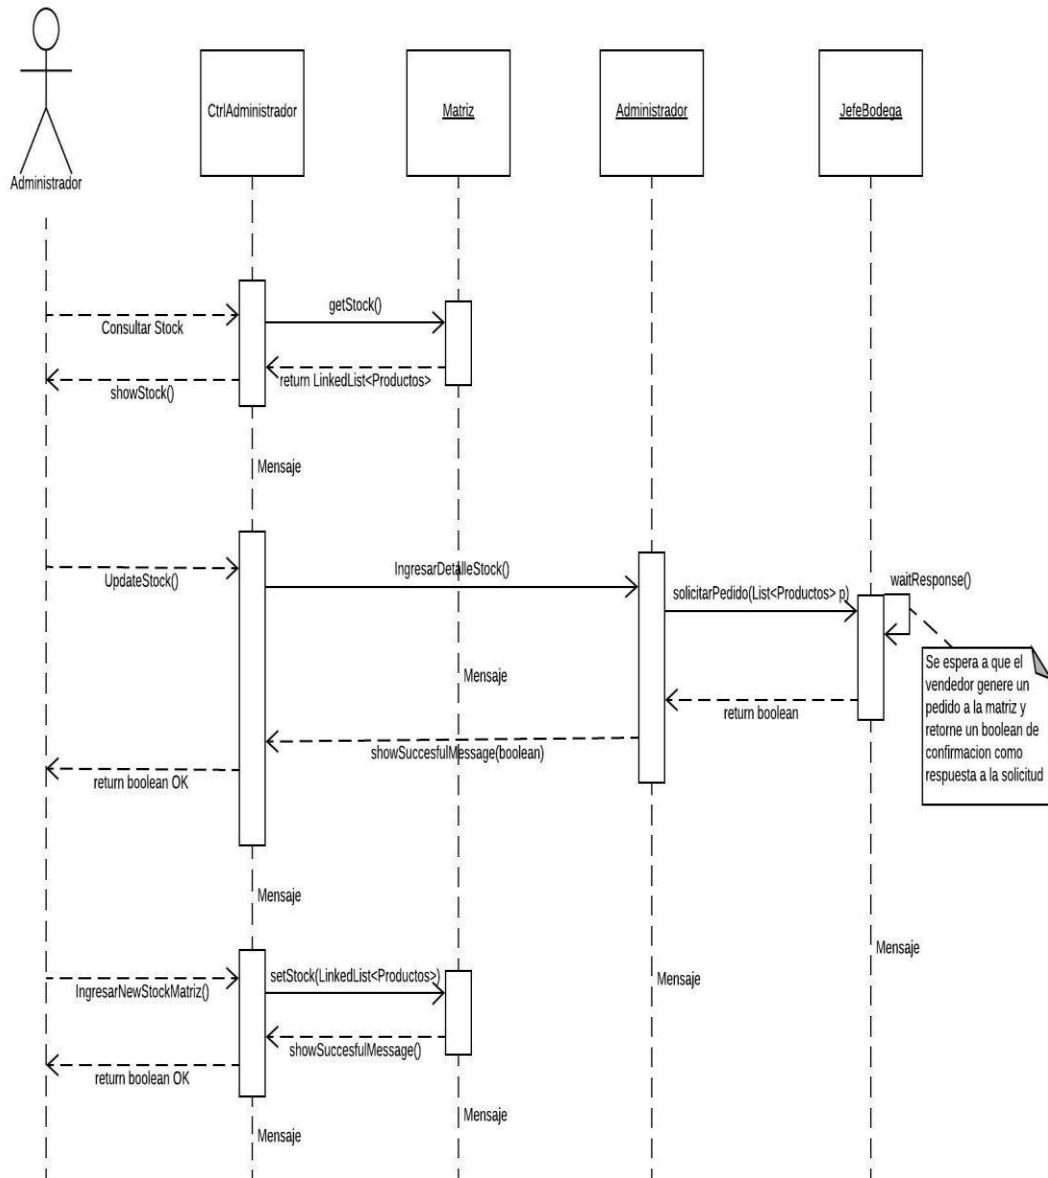 CtrlAdministrador
Matriz
Administrador
JefeBodega
Administrador
getStock()
Consultar Stock
return LinkedList<Productos>
showStock()
Mensaje
IngresarDetalleStock()
UpdateStock()
waitResponse()
solicitarPedido(List<Productos> p)
Se espera a que el
vendedor genere un
pedido a la matriz y
retorne un boolean de
confirmacion como
respuesta a la solicitud
Mensaje
return boolean
showSuccesfulMessage(boolean)
return boolean OK
Mensaje
Mensaje
setStock(LinkedList<Productos>)
Mensaje
IngresarNewStockMatriz()
showSuccesfulMessage()
return boolean OK
Mensaje
Mensaje